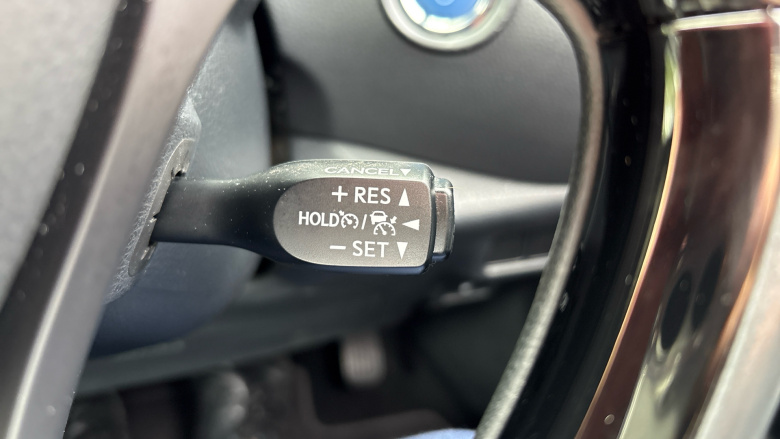 CANCEL▼
+ RES ▲
HOLD / ◀
− SET ▼